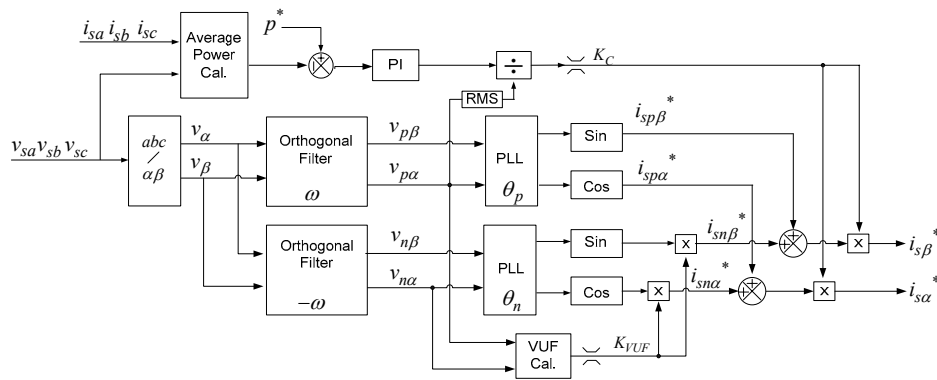 i_sa i_sb i_sc
p*
Average
Power
Cal.
PI
÷
K_C
RMS
v_sa v_sb v_sc
abc
/
αβ
v_α
v_β
Orthogonal
Filter
ω
v_pβ
v_pα
PLL
θ_p
Sin
Cos
i_spβ*
i_spα*
Orthogonal
Filter
-ω
v_nβ
v_nα
PLL
θ_n
Sin
Cos
x
x
i_snβ*
i_snα*
x
x
i_sβ*
i_sα*
VUF
Cal.
K_VUF